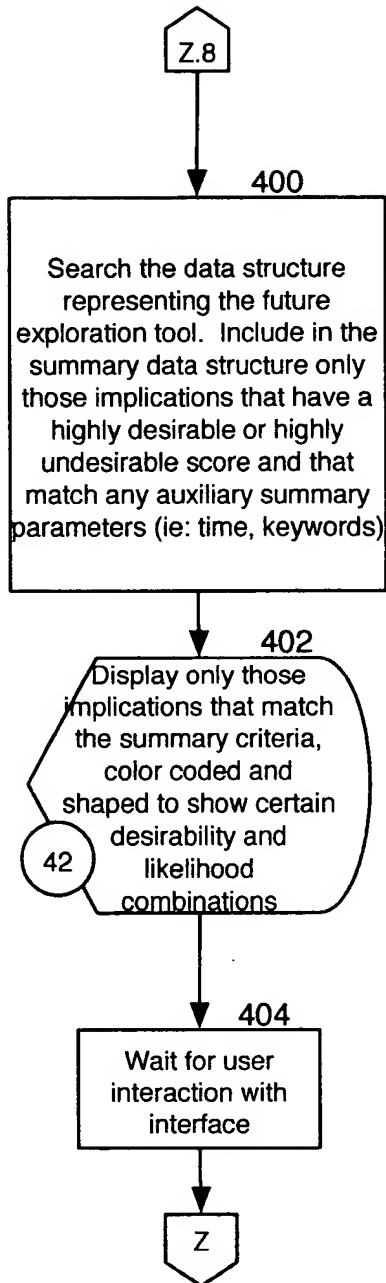 Z.8
400
Search the data structure
representing the future
exploration tool.  Include in the
summary data structure only
those implications that have a
highly desirable or highly
undesirable score and that
match any auxiliary summary
parameters (ie: time, keywords)
402
Display only those
implications that match
the summary criteria,
color coded and
shaped to show certain
desirability and
likelihood
combinations
42
404
Wait for user
interaction with
interface
Z